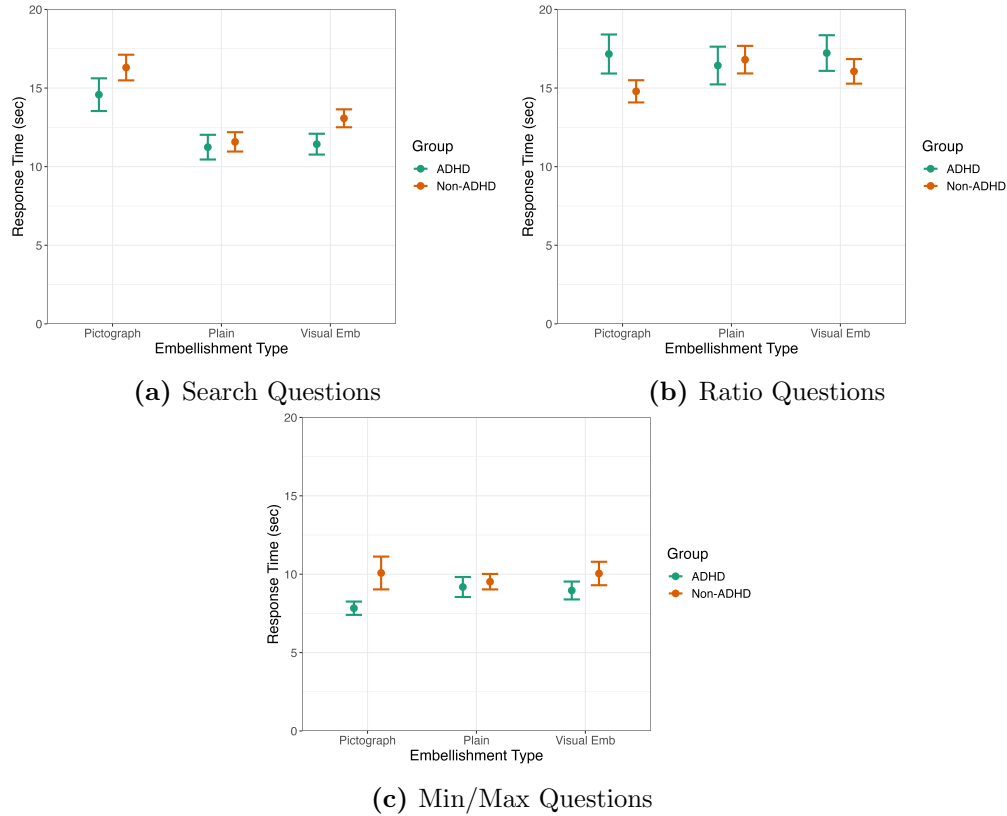 20
15
10
5
0
Response Time (sec)
Pictograph Plain Visual Emb
Embellishment Type
Group
ADHD
Non-ADHD
(a) Search Questions
20
15
10
5
0
Response Time (sec)
Pictograph Plain Visual Emb
Embellishment Type
Group
ADHD
Non-ADHD
(b) Ratio Questions
20
15
10
5
0
Response Time (sec)
Pictograph Plain Visual Emb
Embellishment Type
Group
ADHD
Non-ADHD
(c) Min/Max Questions